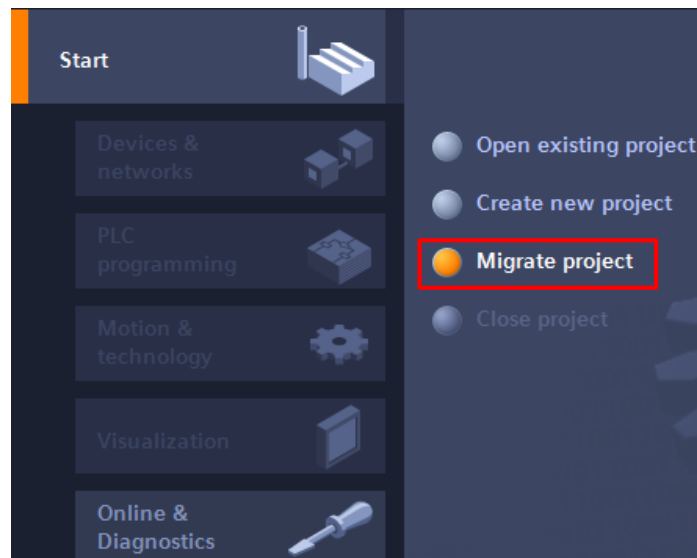 Start
Devices &
networks
PLC
programming
Motion &
technology
Visualization
Online &
Diagnostics
Open existing project
Create new project
Migrate project
Close project